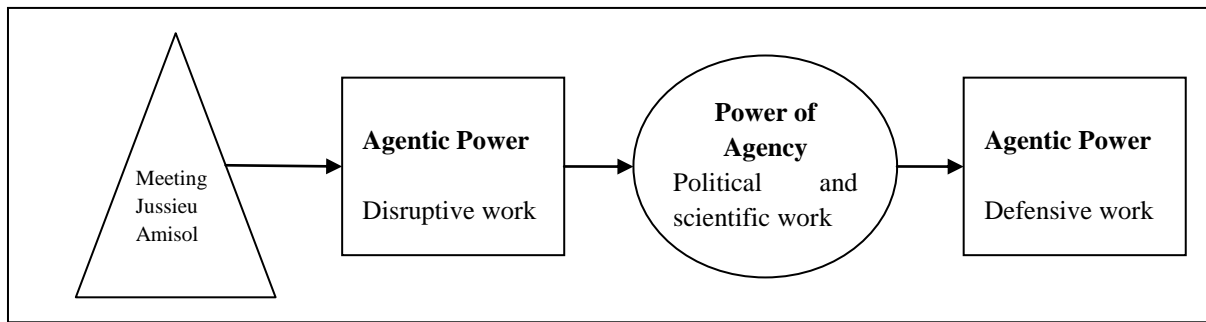 Meeting
Jussieu
Amisol
Agentic Power
Disruptive work
Power of
Agency
Political and
scientific work
Agentic Power
Defensive work